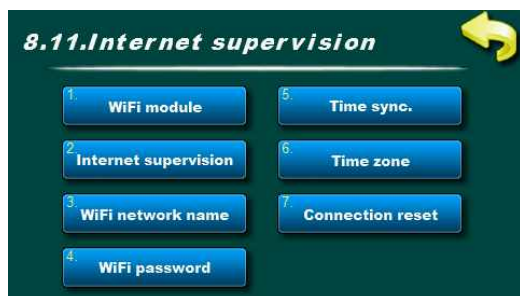 8.11.Internet supervision
1.
WiFi module
2.
Internet supervision
3.
WiFi network name
4.
WiFi password
5.
Time sync.
6.
Time zone
7.
Connection reset